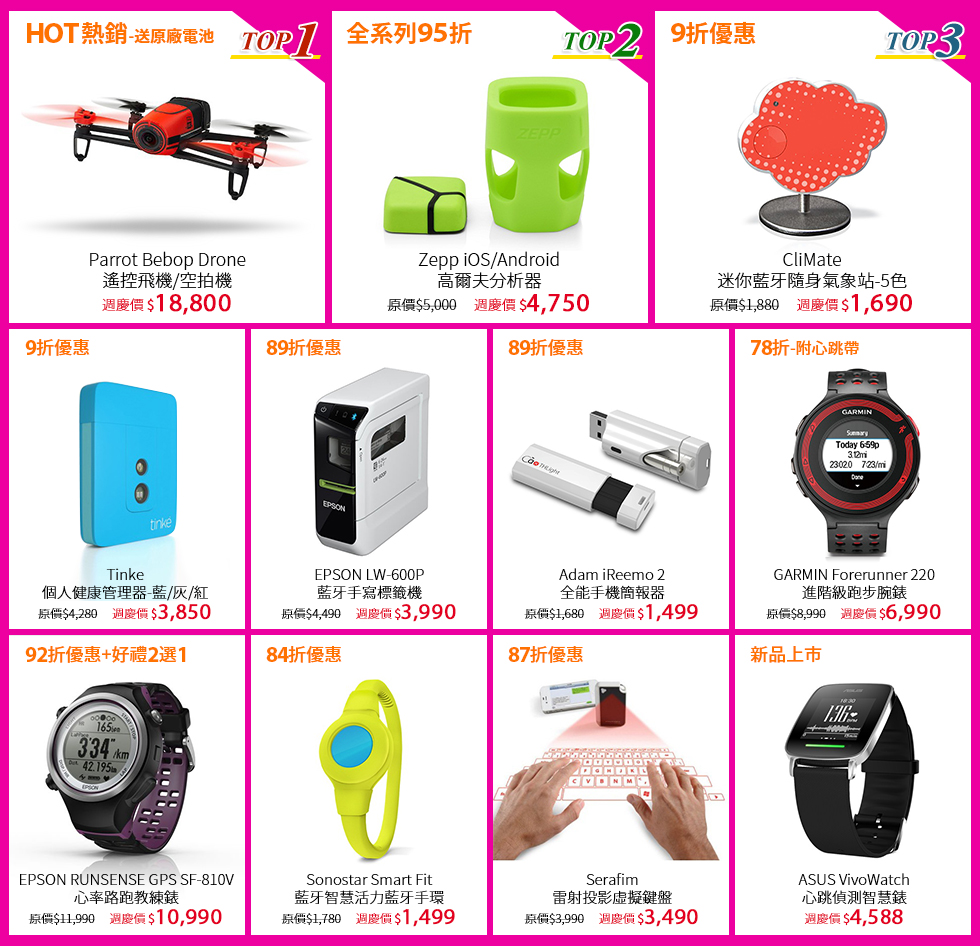 HOT熱銷-送原廠電池 TOP1
Parrot Bebop Drone
遙控飛機/空拍機
週慶價$18,800
全系列95折 TOP2
ZEPP
Zepp iOS/Android
高爾夫分析器
原價$5,000 週慶價$4,750
9折優惠 TOP3
CliMate
迷你藍牙隨身氣象站-5色
原價$1,880 週慶價$1,690
9折優惠
tinke
Tinke
個人健康管理器-藍/灰/紅
原價$4,280 週慶價$3,850
89折優惠
EPSON
EPSON LW-600P
藍牙手寫標籤機
原價$4,490 週慶價$3,990
89折優惠
Adam iReemo 2
全能手機簡報器
原價$1,680 週慶價$1,499
78折-附心跳帶
GARMIN
Summary
Today 6:59p
3.12mi
23:02.0 7:23/mi
Done
GARMIN Forerunner 220
進階級跑步腕錶
原價$8,990 週慶價$6,990
92折優惠+好禮2選1
165
3'34" /km
42.195
EPSON
EPSON RUNSENSE GPS SF-810V
心率路跑教練錶
原價$11,990 週慶價$10,990
84折優惠
Sonostar Smart Fit
藍牙智慧活力藍牙手環
原價$1,780 週慶價$1,499
87折優惠
Serafim
雷射投影虛擬鍵盤
原價$3,990 週慶價$3,490
新品上市
ASUS
136
ASUS VivoWatch
心跳偵測智慧錶
週慶價$4,588